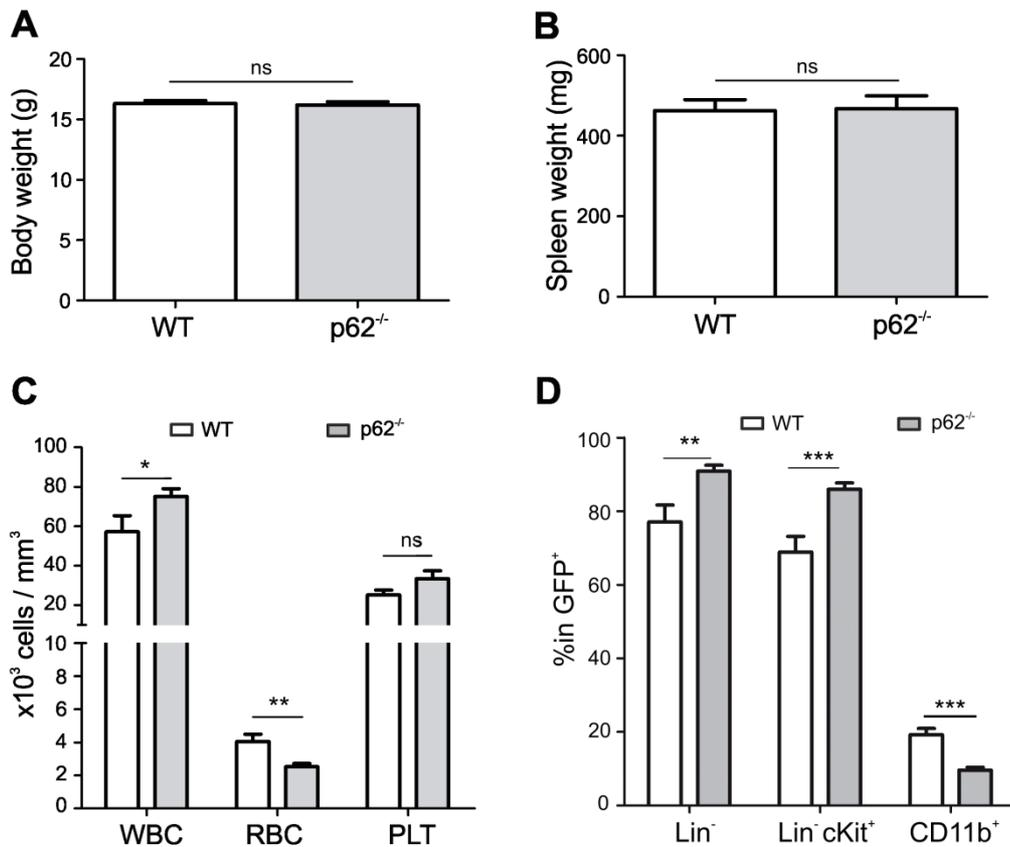 A
Body weight (g)
20
15
10
5
0
ns
WT
p62⁻/⁻
B
Spleen weight (mg)
600
400
200
0
ns
WT
p62⁻/⁻
C
WT
p62⁻/⁻
x10³ cells / mm³
100
80
60
40
20
10
8
6
4
2
0
*
**
ns
WBC
RBC
PLT
D
WT
p62⁻/⁻
%in GFP⁺
100
80
60
40
20
0
**
***
***
Lin⁻
Lin⁻ cKit⁺
CD11b⁺